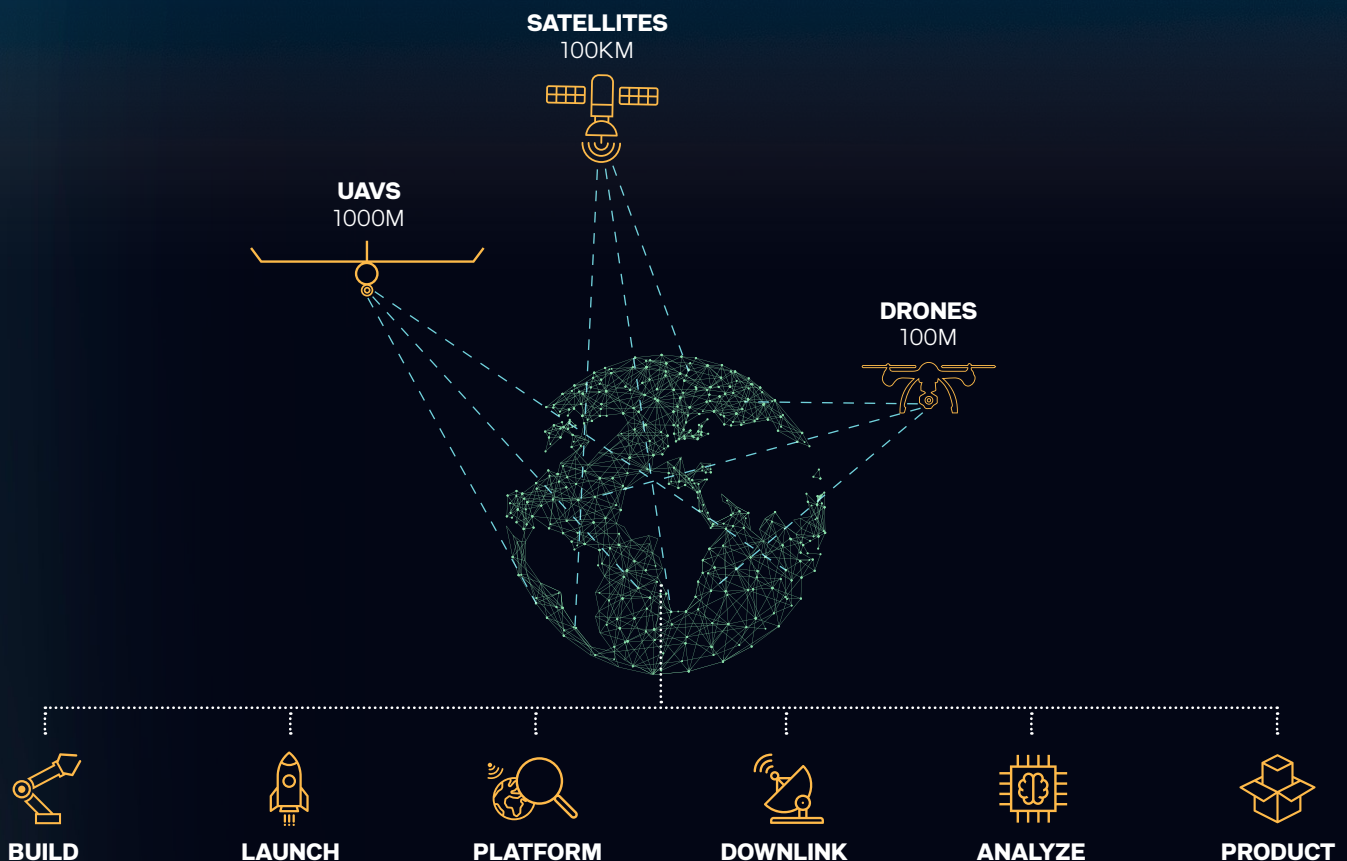 SATELLITES
100KM
UAVS
1000M
DRONES
100M
BUILD
LAUNCH
PLATFORM
DOWNLINK
ANALYZE
PRODUCT